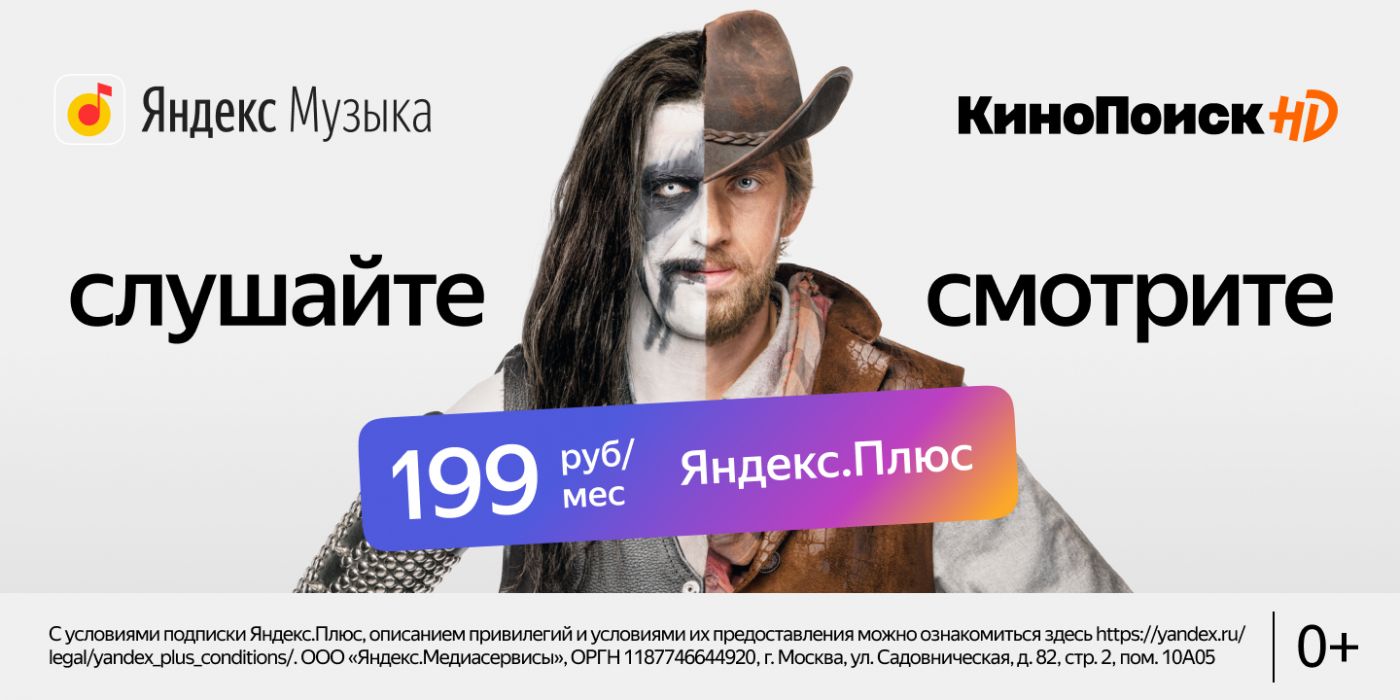 Яндекс Музыка
КиноПоиск HD
слушайте
смотрите
199 руб/
мес
Яндекс.Плюс
С условиями подписки Яндекс.Плюс, описанием привилегий и условиями их предоставления можно ознакомиться здесь https://yandex.ru/
legal/yandex_plus_conditions/. ООО «Яндекс.Медиасервисы», ОРГН 1187746644920, г. Москва, ул. Садовническая, д. 82, стр. 2, пом. 10А05
0+